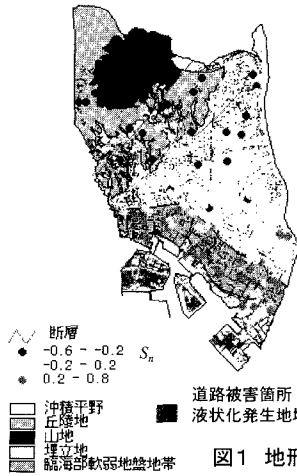 断層
-0.6 - -0.2
-0.2 - 0.2 Sn
0.2 - 0.8
沖積平野
丘陵地
山地
埋立地
臨海部軟弱地盤地帯
道路被害箇所
液状化発生地
図1 地形